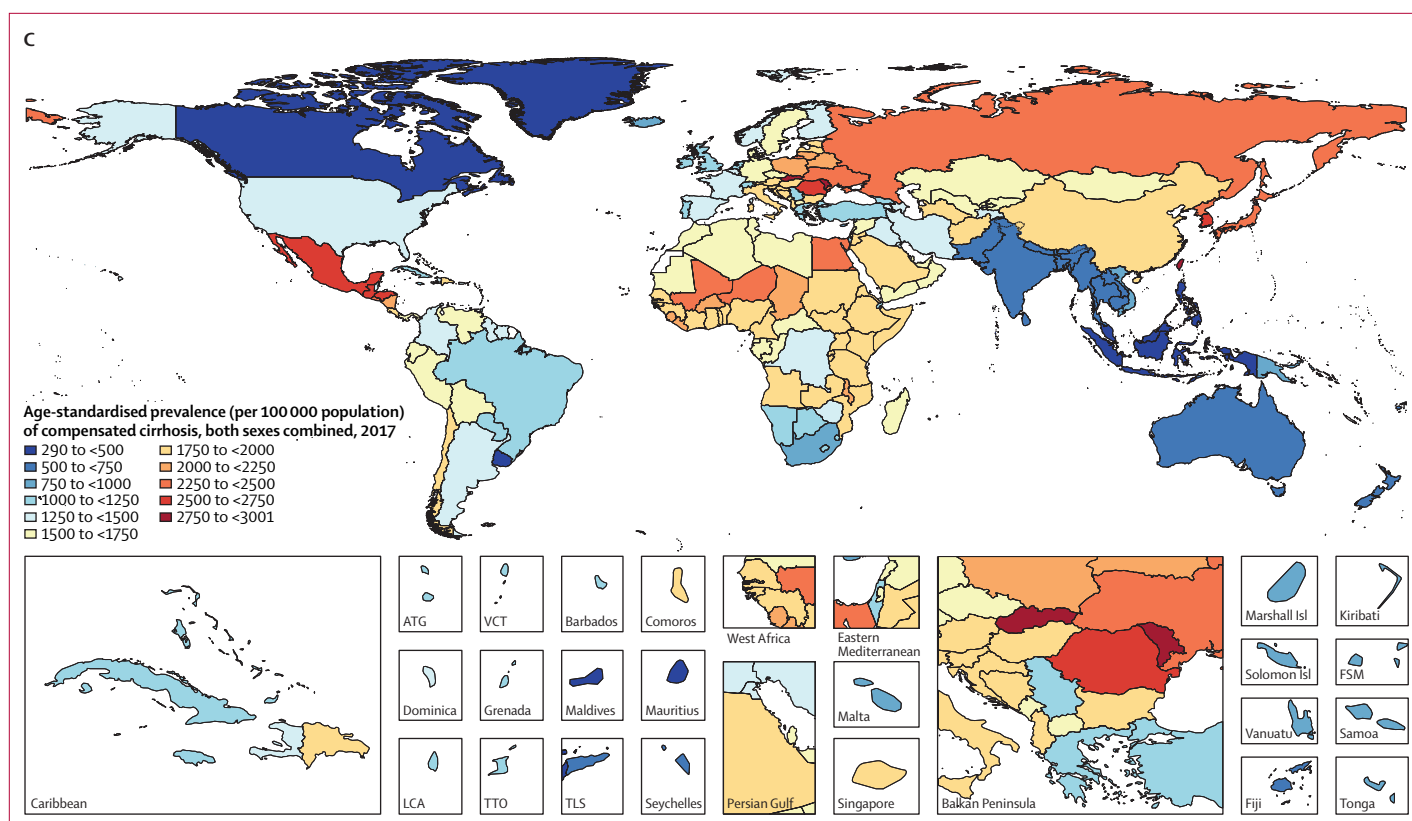 C
Age-standardised prevalence (per 100 000 population)
of compensated cirrhosis, both sexes combined, 2017
290 to <500
500 to <750
750 to <1000
1000 to <1250
1250 to <1500
1500 to <1750
1750 to <2000
2000 to <2250
2250 to <2500
2500 to <2750
2750 to <3001
Caribbean
ATG
VCT
Barbados
Comoros
Dominica
Grenada
Maldives
Mauritius
LCA
TTO
TLS
Seychelles
West Africa
Eastern
Mediterranean
Persian Gulf
Malta
Singapore
Balkan Peninsula
Marshall Isl
Kiribati
Solomon Isl
FSM
Vanuatu
Samoa
Fiji
Tonga